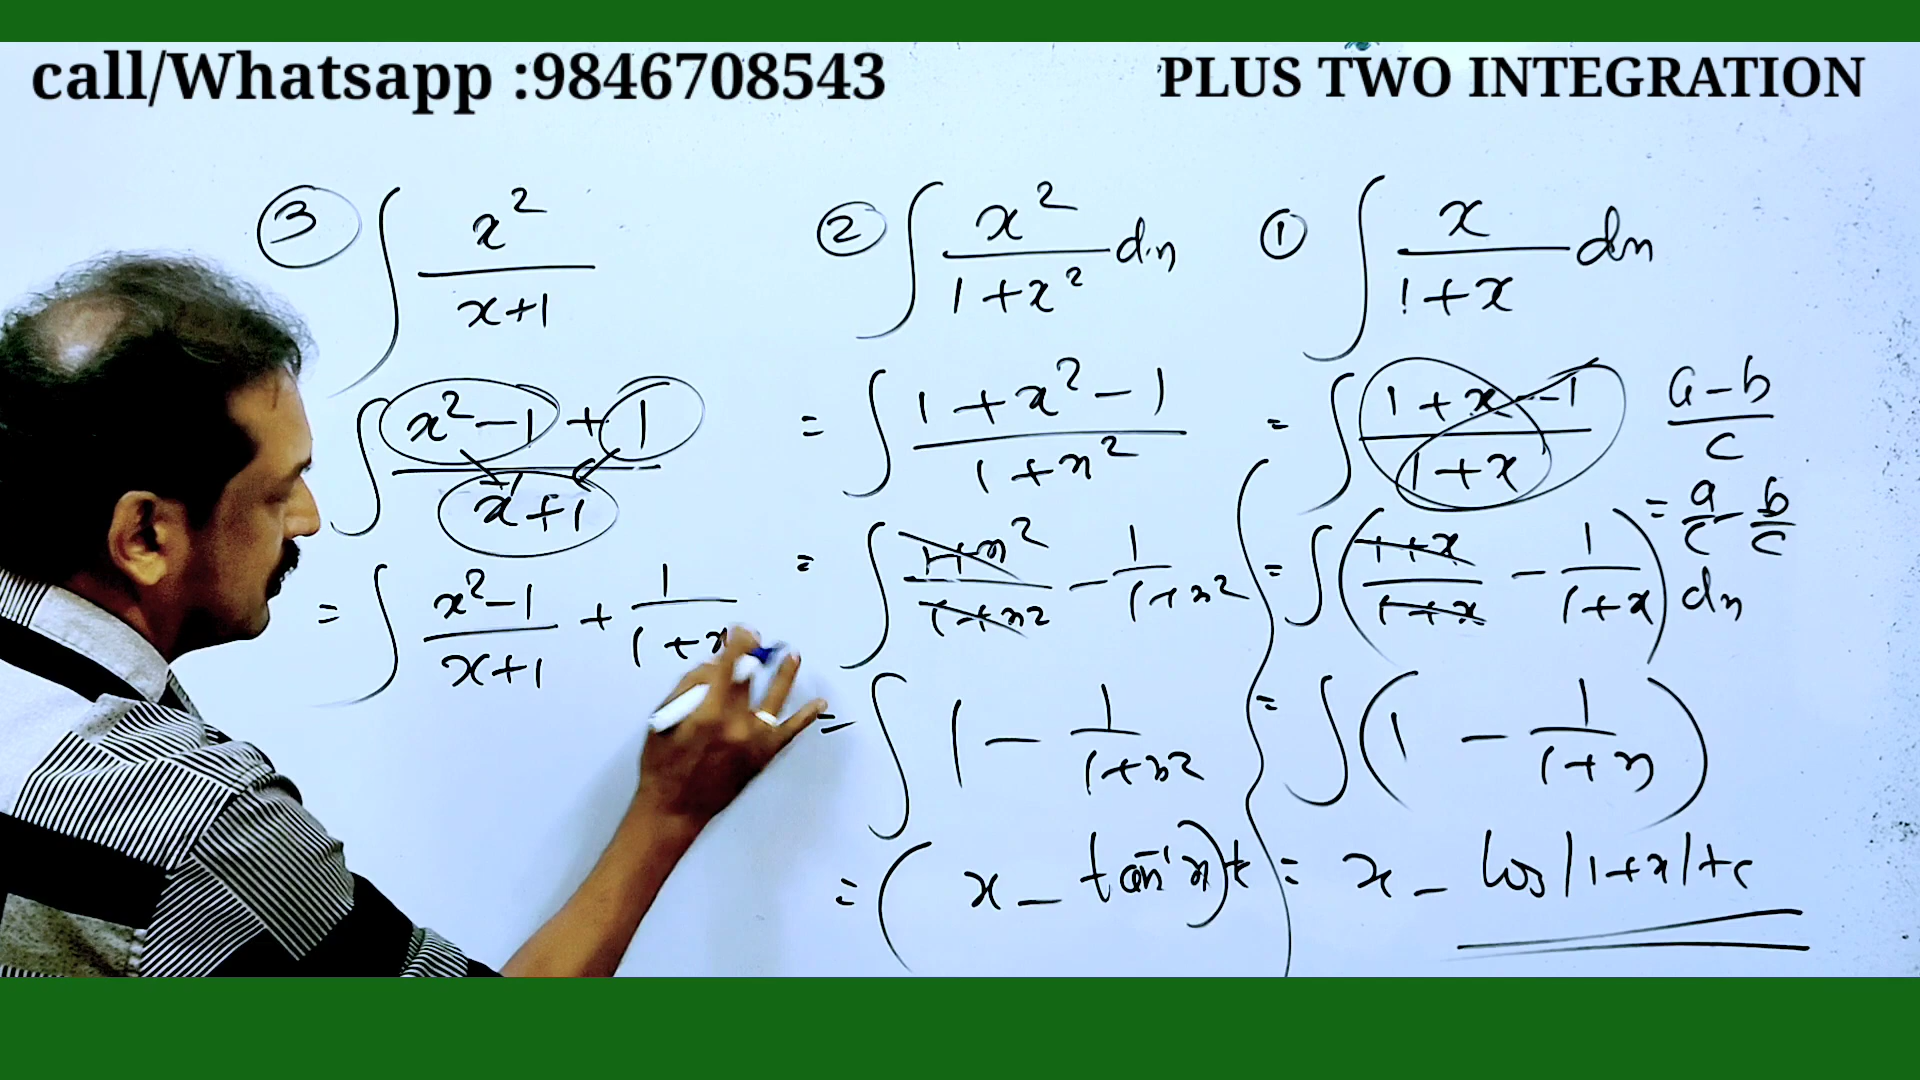 call/Whatsapp :9846708543
PLUS TWO INTEGRATION
③ ∫ x²/(x+1)
∫ (x²-1+1)/(x+1)
= ∫ (x²-1)/(x+1) + 1/(1+x
② ∫ x²/(1+x²) dx
= ∫ (1+x²-1)/(1+x²)
= ∫ (1+x²)/(1+x²) - 1/(1+x²)
= ∫ 1 - 1/(1+x²)
= (x - tan⁻¹x)+c
① ∫ x/(1+x) dx
= ∫ (1+x-1)/(1+x)
(a-b)/c
= a/c - b/c
= ∫ ((1+x)/(1+x) - 1/(1+x)) dx
= ∫ (1 - 1/(1+x))
= x - log|1+x|+c